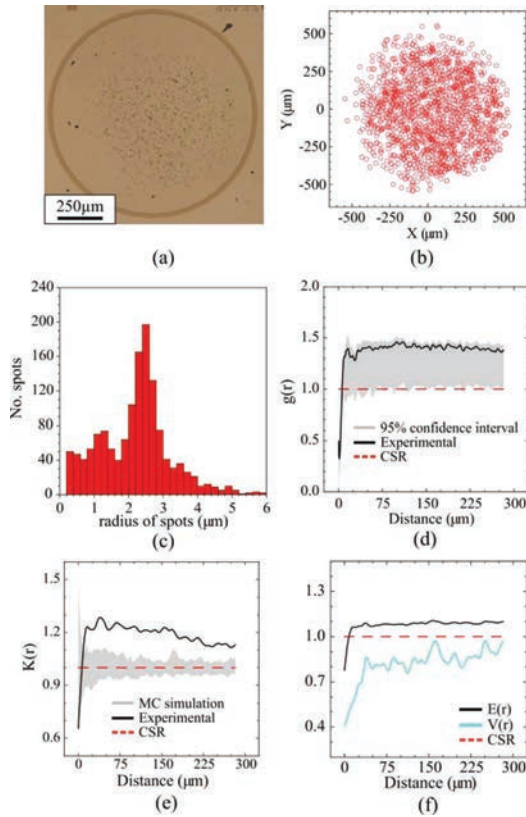 250μm
(a)
Y (μm)
500
250
0
-250
-500
-500 -250 0 250 500
X (μm)
(b)
No. spots
240
200
160
120
80
40
0
0 1 2 3 4 5 6
radius of spots (μm)
(c)
g(r)
2.0
1.5
1.0
0.5
0.0
95% confidence interval
Experimental
CSR
0 75 150 225 300
Distance (μm)
(d)
K(r)
1.5
1.2
0.9
0.6
MC simulation
Experimental
CSR
0 75 150 225 300
Distance (μm)
(e)
1.3
1.0
0.7
0.4
E(r)
V(r)
CSR
0 75 150 225 300
Distance (μm)
(f)